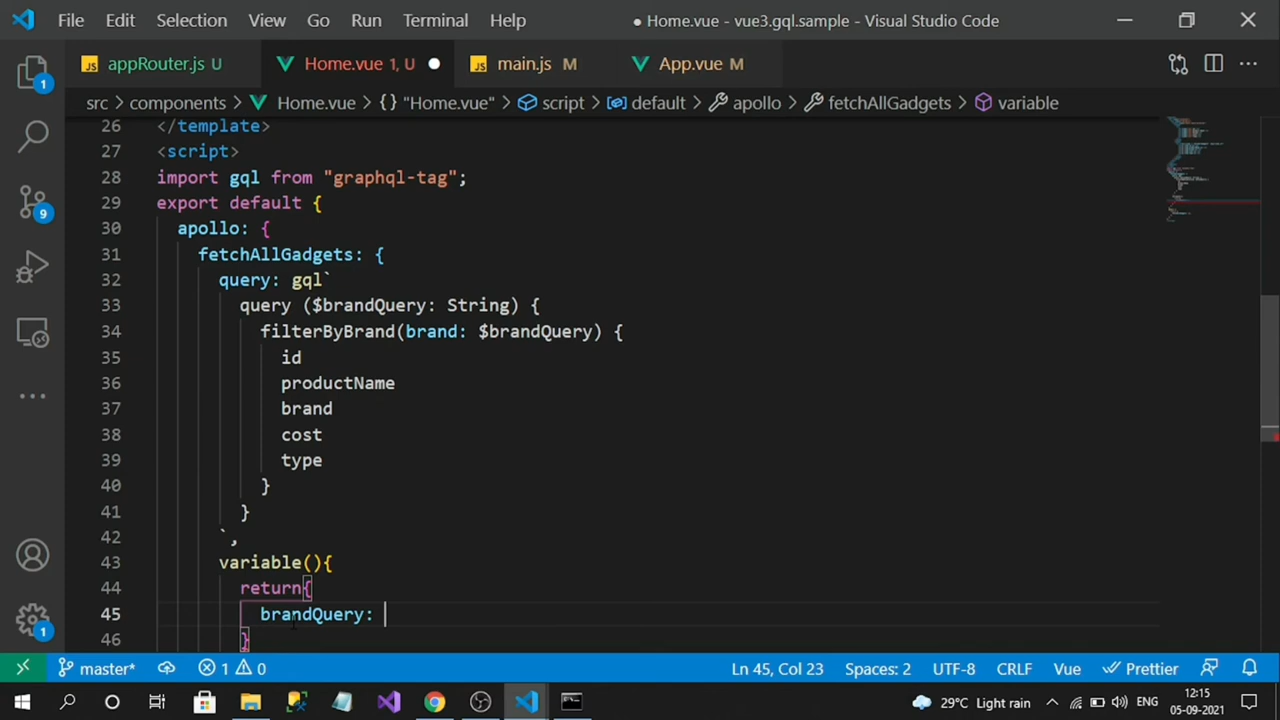 File Edit Selection View Go Run Terminal Help ● Home.vue - vue3.gql.sample - Visual Studio Code
JS appRouter.js U Home.vue 1, U ● JS main.js M App.vue M ···
src > components > Home.vue > {} "Home.vue" > script > default > apollo > fetchAllGadgets > variable
26 </template>
27 <script>
28 import gql from "graphql-tag";
29 export default {
30 apollo: {
31 fetchAllGadgets: {
32 query: gql`
33 query ($brandQuery: String) {
34 filterByBrand(brand: $brandQuery) {
35 id
36 productName
37 brand
38 cost
39 type
40 }
41 }
42 `,
43 variable(){
44 return{
45 brandQuery:
46 }
1
9
1
master* 1 0 Ln 45, Col 23 Spaces: 2 UTF-8 CRLF Vue Prettier
29°C Light rain ENG 12:15
05-09-2021